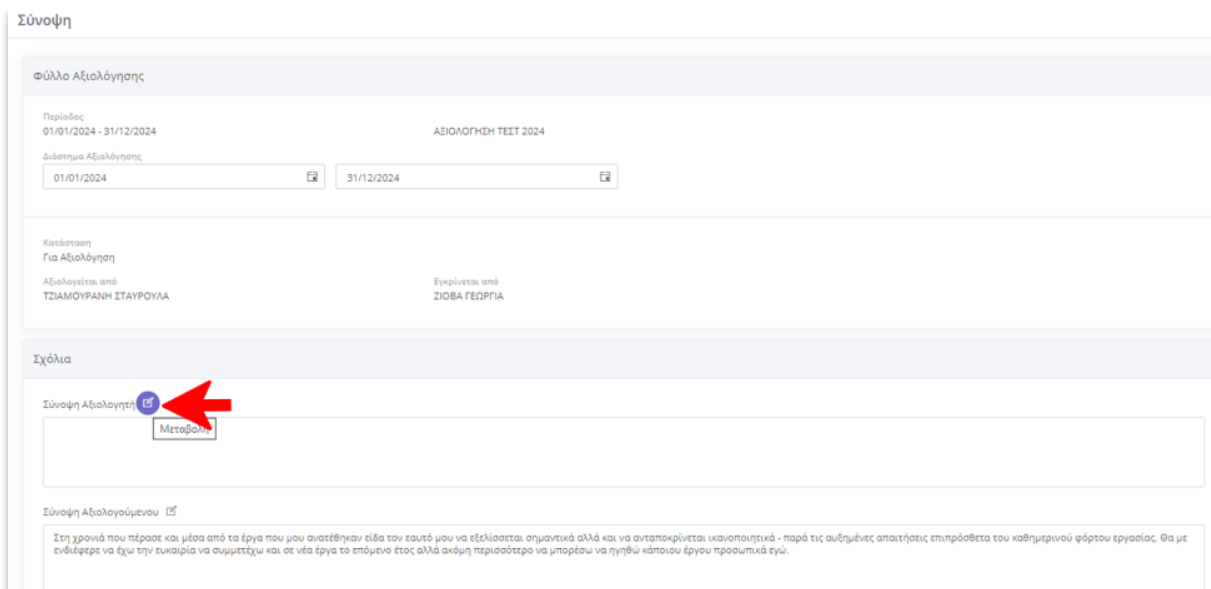 Σύνοψη
Φύλλο Αξιολόγησης
Περίοδος
01/01/2024 - 31/12/2024 ΑΞΙΟΛΟΓΗΣΗ ΤΕΣΤ 2024
Διάστημα Αξιολόγησης
01/01/2024 31/12/2024
Κατάσταση
Για Αξιολόγηση
Αξιολογείται από Εγκρίνεται από
ΤΖΙΑΜΟΥΡΑΝΗ ΣΤΑΥΡΟΥΛΑ ΖΙΟΒΑ ΓΕΩΡΓΙΑ
Σχόλια
Σύνοψη Αξιολογητή
Μεταβολή
Σύνοψη Αξιολογούμενου
Στη χρονιά που πέρασε και μέσα από τα έργα που μου ανατέθηκαν είδα τον εαυτό μου να εξελίσσεται σημαντικά αλλά και να ανταποκρίνεται ικανοποιητικά - παρά τις αυξημένες απαιτήσεις επιπρόσθετα του καθημερινού φόρτου εργασίας. Θα με
ενδιέφερε να έχω την ευκαιρία να συμμετέχω και σε νέα έργα το επόμενο έτος αλλά ακόμη περισσότερο να μπορέσω να ηγηθώ κάποιου έργου προσωπικά εγώ.